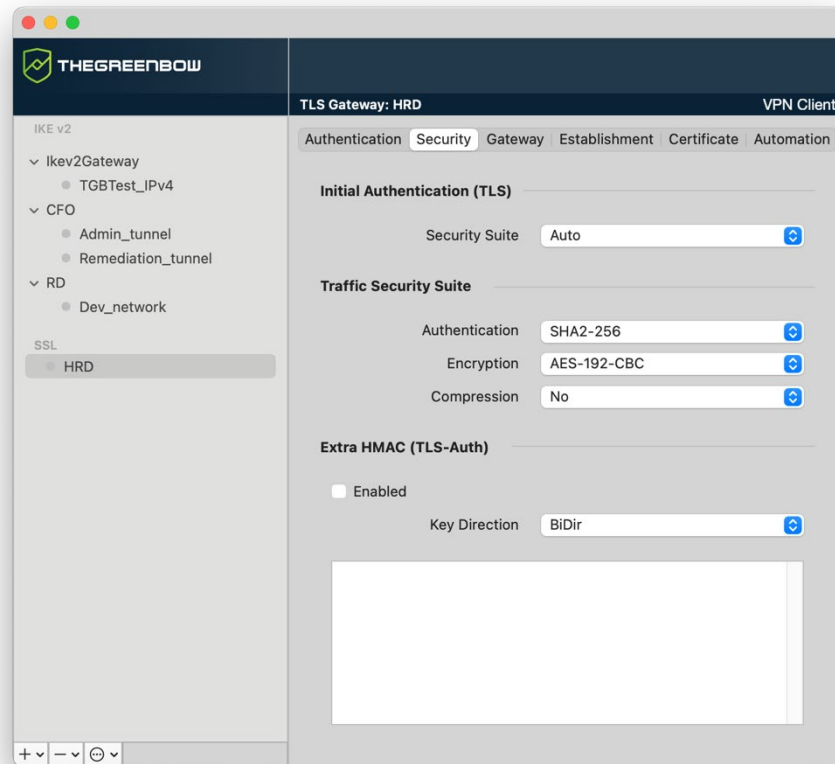 THEGREENBOW
TLS Gateway: HRD VPN Client
IKE v2
Ikev2Gateway
TGBTest_IPv4
CFO
Admin_tunnel
Remediation_tunnel
RD
Dev_network
SSL
HRD
Authentication Security Gateway Establishment Certificate Automation
Initial Authentication (TLS)
Security Suite Auto
Traffic Security Suite
Authentication SHA2-256
Encryption AES-192-CBC
Compression No
Extra HMAC (TLS-Auth)
Enabled
Key Direction BiDir